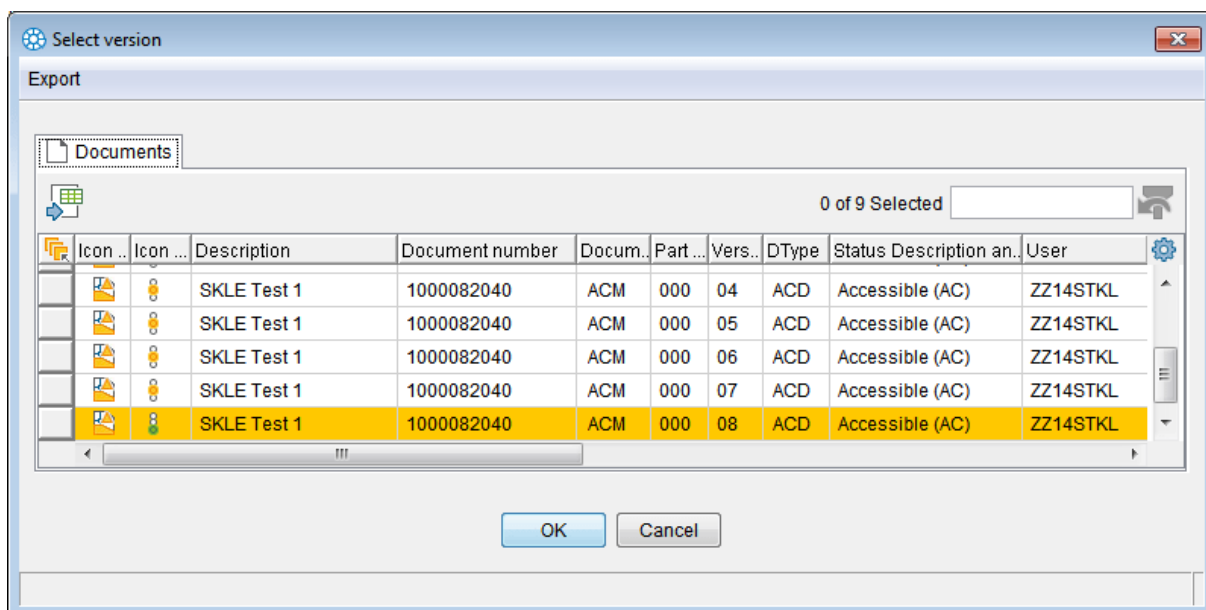 Select version
Export
Documents
0 of 9 Selected
Icon .. Icon ... Description Document number Docum.. Part ... Vers.. DType Status Description an.. User
SKLE Test 1 1000082040 ACM 000 04 ACD Accessible (AC) ZZ14STKL
SKLE Test 1 1000082040 ACM 000 05 ACD Accessible (AC) ZZ14STKL
SKLE Test 1 1000082040 ACM 000 06 ACD Accessible (AC) ZZ14STKL
SKLE Test 1 1000082040 ACM 000 07 ACD Accessible (AC) ZZ14STKL
SKLE Test 1 1000082040 ACM 000 08 ACD Accessible (AC) ZZ14STKL
OK Cancel